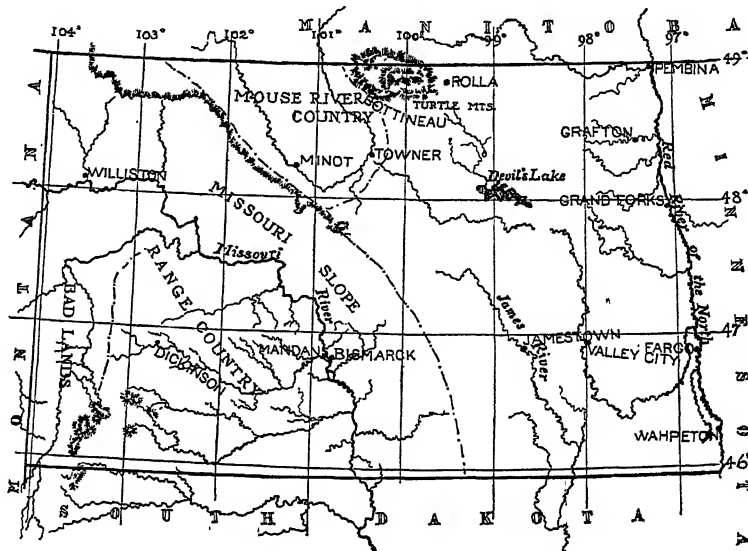 MANITOBA
104° 103° 102° 101° 100° 99° 98° 97°
49°
PEMBINA
ROLLA
MOUSE RIVER
COUNTRY
BOTTINEAU
TURTLE MTS.
GRAFTON
MINOT
TOWNER
Devil's Lake
WILLISTON
48°
GRAND FORKS
MISSOURI
SLOPE
Missouri
River
RANGE
COUNTRY
BAD LANDS
Red River of the North
James
River
47°
JAMESTOWN
VALLEY
CITY
FARGO
MANDAN
BISMARCK
DICKINSON
WAHPETON
46°
MONTANA
MINNESOTA
SOUTH DAKOTA